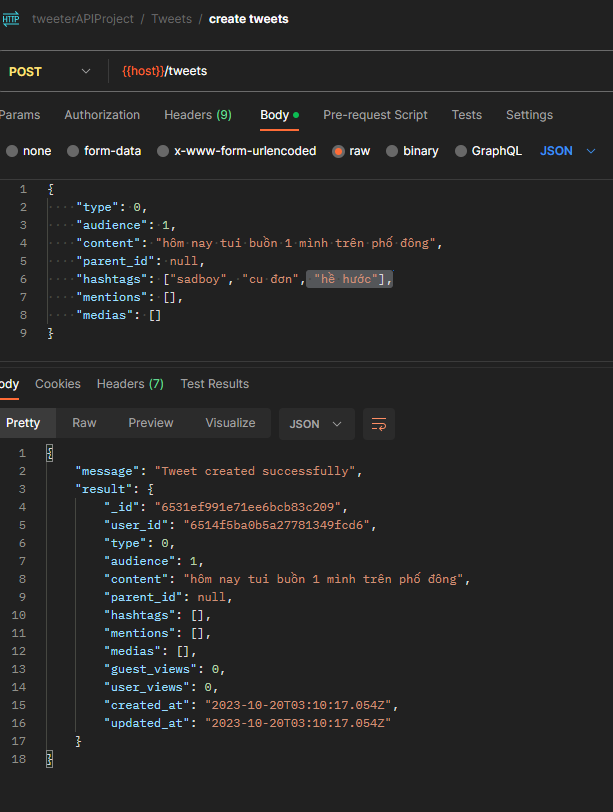 HTTP tweeterAPIProject / Tweets / create tweets
POST {{host}}/tweets
Params Authorization Headers (9) Body Pre-request Script Tests Settings
none form-data x-www-form-urlencoded raw binary GraphQL JSON
1 {
2 ····"type":·0,
3 ····"audience":·1,
4 ····"content":·"hôm·nay·tui·buồn·1·mình·trên·phố·đông",
5 ····"parent_id":·null,
6 ····"hashtags":·["sadboy",·"cu·đơn",·"hề·hước"],
7 ····"mentions":·[],
8 ····"medias":·[]
9 }
ody Cookies Headers (7) Test Results
Pretty Raw Preview Visualize JSON
1 {
2 "message": "Tweet created successfully",
3 "result": {
4 "_id": "6531ef991e71ee6bcb83c209",
5 "user_id": "6514f5ba0b5a27781349fcd6",
6 "type": 0,
7 "audience": 1,
8 "content": "hôm nay tui buồn 1 mình trên phố đông",
9 "parent_id": null,
10 "hashtags": [],
11 "mentions": [],
12 "medias": [],
13 "guest_views": 0,
14 "user_views": 0,
15 "created_at": "2023-10-20T03:10:17.054Z",
16 "updated_at": "2023-10-20T03:10:17.054Z"
17 }
18 }